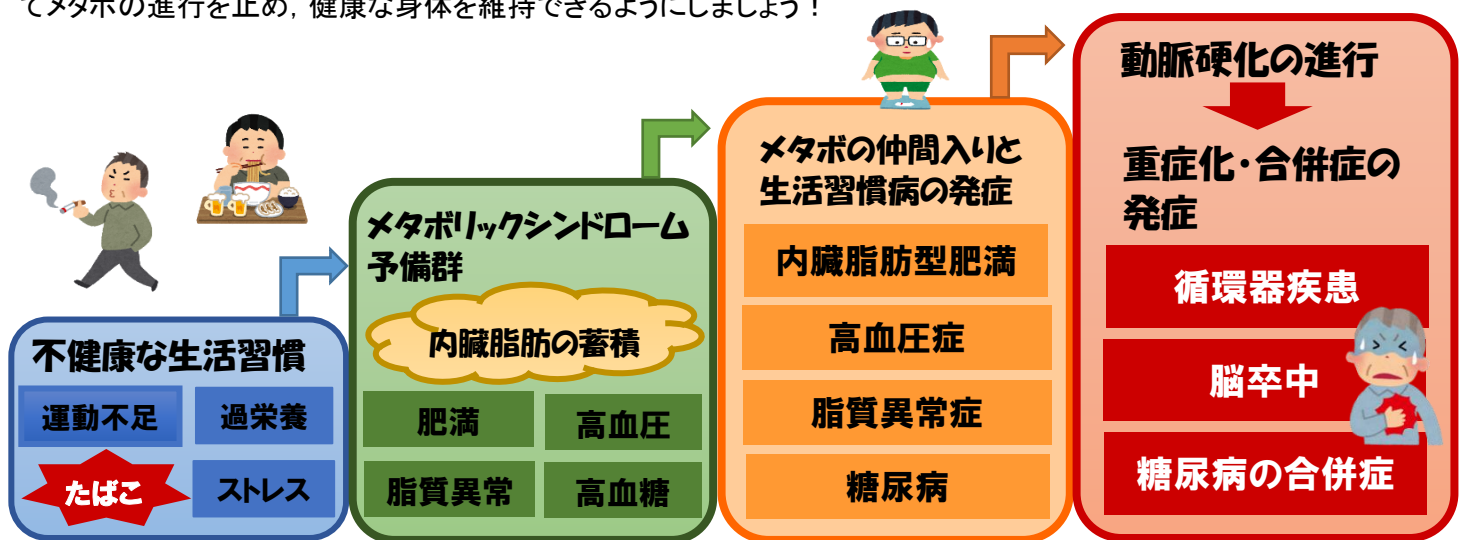 てメタボの進行を止め，健康な身体を維持できるようにしましょう！
不健康な生活習慣
運動不足
過栄養
たばこ
ストレス
メタボリックシンドローム
予備群
内臓脂肪の蓄積
肥満
高血圧
脂質異常
高血糖
メタボの仲間入りと
生活習慣病の発症
内臓脂肪型肥満
高血圧症
脂質異常症
糖尿病
動脈硬化の進行
重症化・合併症の
発症
循環器疾患
脳卒中
糖尿病の合併症